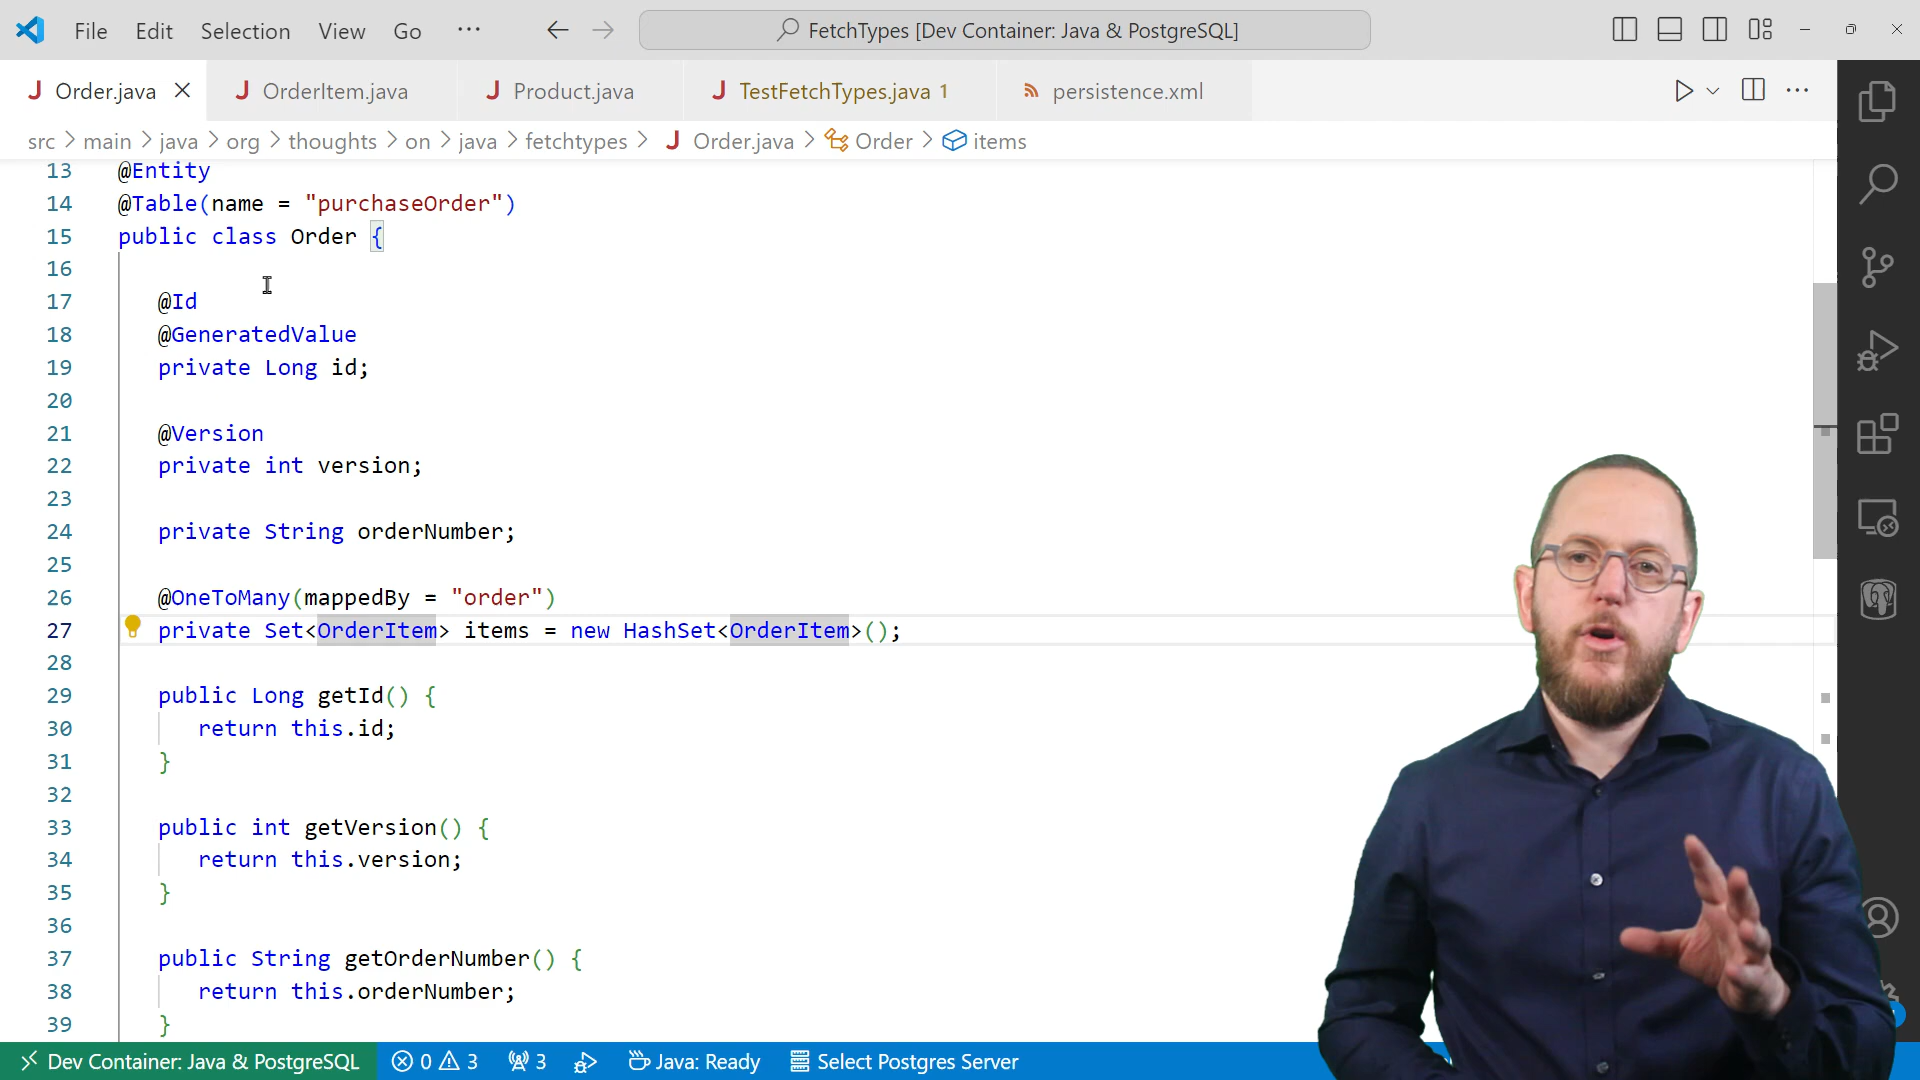 File Edit Selection View Go ··· FetchTypes [Dev Container: Java & PostgreSQL]
J Order.java J OrderItem.java J Product.java J TestFetchTypes.java 1 persistence.xml
src > main > java > org > thoughts > on > java > fetchtypes > J Order.java > Order > items
13 @Entity
14 @Table(name = "purchaseOrder")
15 public class Order {
16
17 @Id
18 @GeneratedValue
19 private Long id;
20
21 @Version
22 private int version;
23
24 private String orderNumber;
25
26 @OneToMany(mappedBy = "order")
27 private Set<OrderItem> items = new HashSet<OrderItem>();
28
29 public Long getId() {
30 return this.id;
31 }
32
33 public int getVersion() {
34 return this.version;
35 }
36
37 public String getOrderNumber() {
38 return this.orderNumber;
39 }
Dev Container: Java & PostgreSQL 0 3 3 Java: Ready Select Postgres Server